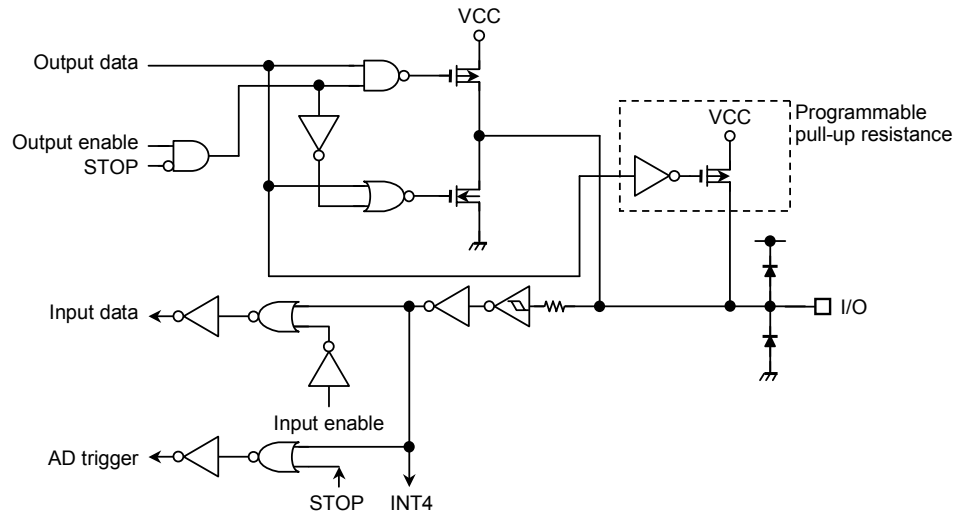 VCC
Output data
Programmable
pull-up resistance
VCC
Output enable
STOP
Input data
I/O
Input enable
AD trigger
STOP
INT4